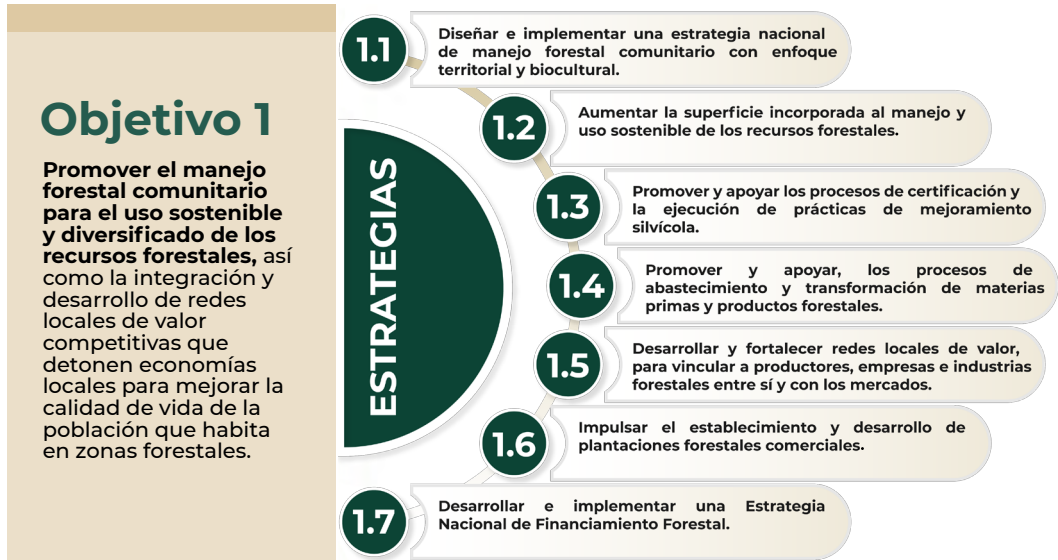 Objetivo 1
Promover el manejo
forestal comunitario
para el uso sostenible
y diversificado de los
recursos forestales, así
como la integración y
desarrollo de redes
locales de valor
competitivas que
detonen economías
locales para mejorar la
calidad de vida de la
población que habita
en zonas forestales.
ESTRATEGIAS
1.1
Diseñar e implementar una estrategia nacional
de manejo forestal comunitario con enfoque
territorial y biocultural.
1.2
Aumentar la superficie incorporada al manejo y
uso sostenible de los recursos forestales.
1.3
Promover y apoyar los procesos de certificación y
la ejecución de prácticas de mejoramiento
silvícola.
1.4
Promover y apoyar, los procesos de
abastecimiento y transformación de materias
primas y productos forestales.
1.5
Desarrollar y fortalecer redes locales de valor,
para vincular a productores, empresas e industrias
forestales entre sí y con los mercados.
1.6
Impulsar el establecimiento y desarrollo de
plantaciones forestales comerciales.
1.7
Desarrollar e implementar una Estrategia
Nacional de Financiamiento Forestal.